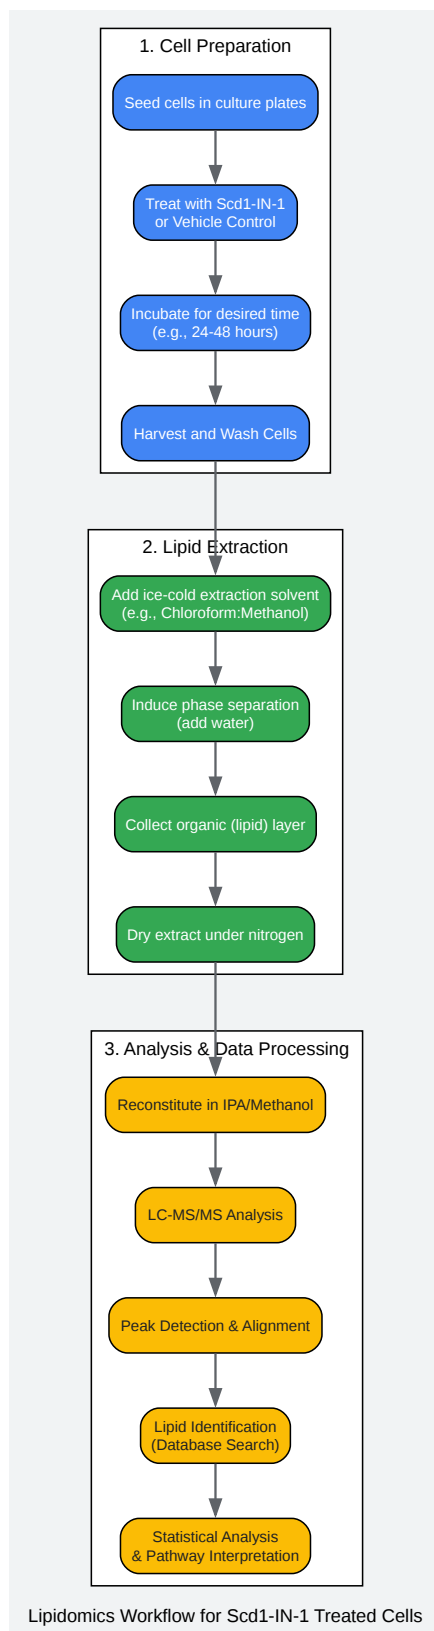 1. Cell Preparation
Seed cells in culture plates
Treat with Scd1-IN-1
or Vehicle Control
Incubate for desired time
(e.g., 24-48 hours)
Harvest and Wash Cells
2. Lipid Extraction
Add ice-cold extraction solvent
(e.g., Chloroform:Methanol)
Induce phase separation
(add water)
Collect organic (lipid) layer
Dry extract under nitrogen
3. Analysis & Data Processing
Reconstitute in IPA/Methanol
LC-MS/MS Analysis
Peak Detection & Alignment
Lipid Identification
(Database Search)
Statistical Analysis
& Pathway Interpretation
Lipidomics Workflow for Scd1-IN-1 Treated Cells